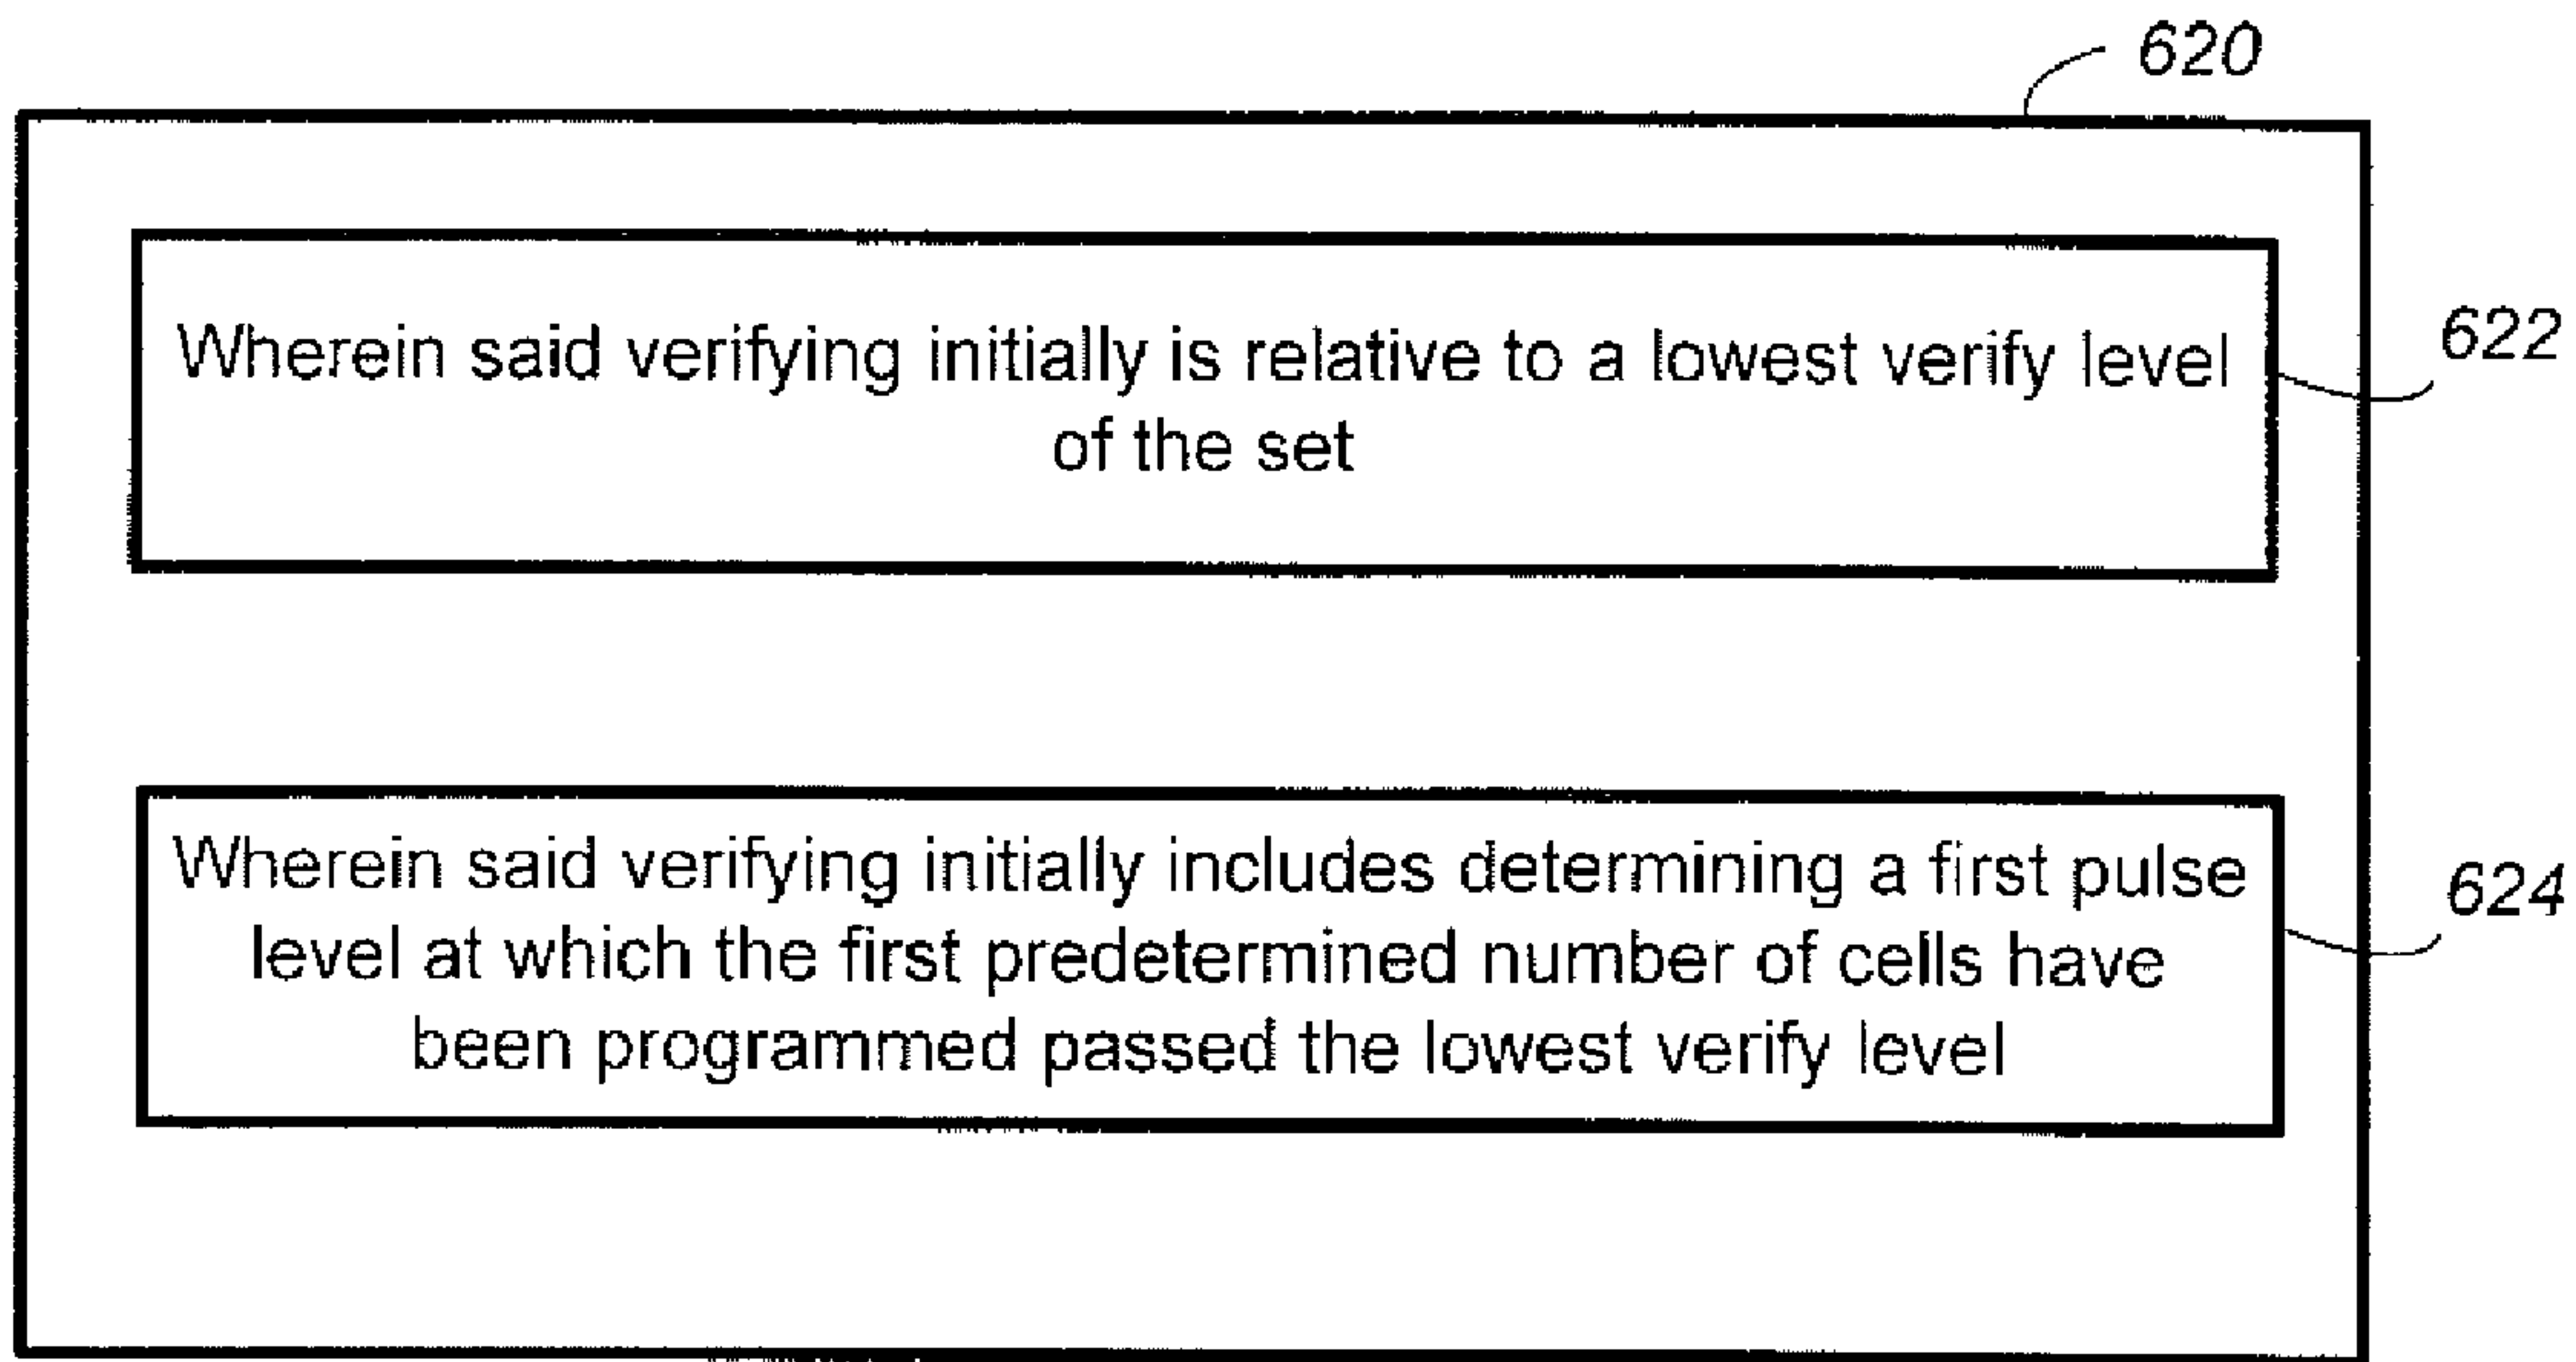 620
Wherein said verifying initially is relative to a lowest verify level
of the set
622
Wherein said verifying initially includes determining a first pulse
level at which the first predetermined number of cells have
been programmed passed the lowest verify level
624